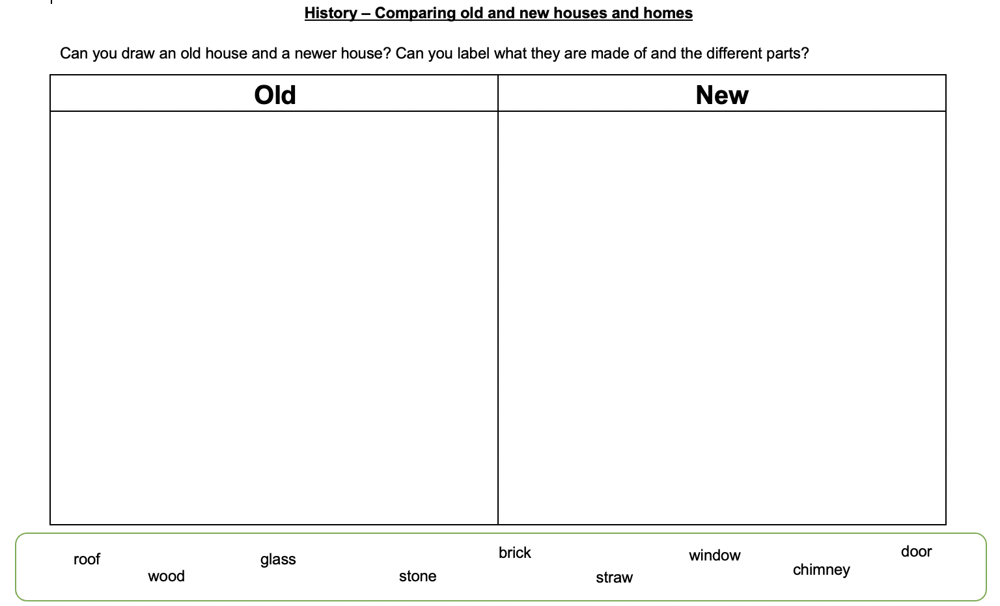 History – Comparing old and new houses and homes
Can you draw an old house and a newer house? Can you label what they are made of and the different parts?
Old
New
roof
wood
glass
stone
brick
straw
window
chimney
door